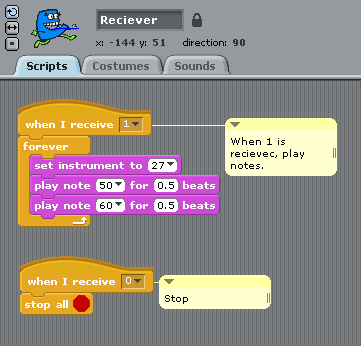 Reciever
x: -144 y: 51 direction: 90
Scripts Costumes Sounds
when I receive 1
When 1 is
recievec, play
notes.
forever
set instrument to 27
play note 50 for 0.5 beats
play note 60 for 0.5 beats
when I receive 0
Stop
stop all